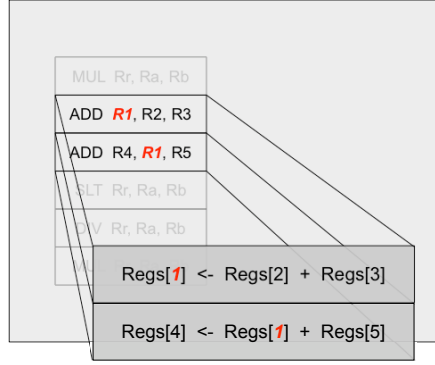 MUL Rr, Ra, Rb
ADD R1, R2, R3
ADD R4, R1, R5
SLT Rr, Ra, Rb
DIV Rr, Ra, Rb
Regs[1] <- Regs[2] + Regs[3]
Regs[4] <- Regs[1] + Regs[5]